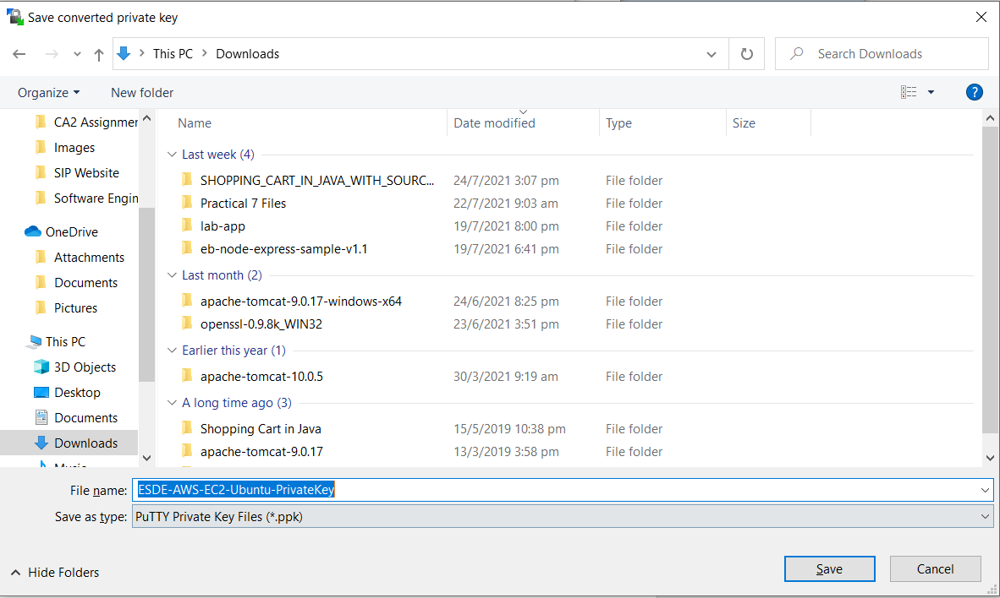 Save converted private key
This PC > Downloads
Search Downloads
Organize
New folder
?
CA2 Assignmer
Images
SIP Website
Software Engin
OneDrive
Attachments
Documents
Pictures
This PC
3D Objects
Desktop
Documents
Downloads
Music
Name Date modified Type Size
Last week (4)
SHOPPING_CART_IN_JAVA_WITH_SOURC... 24/7/2021 3:07 pm File folder
Practical 7 Files 22/7/2021 9:03 am File folder
lab-app 19/7/2021 8:00 pm File folder
eb-node-express-sample-v1.1 19/7/2021 6:41 pm File folder
Last month (2)
apache-tomcat-9.0.17-windows-x64 24/6/2021 8:25 pm File folder
openssl-0.9.8k_WIN32 23/6/2021 3:51 pm File folder
Earlier this year (1)
apache-tomcat-10.0.5 30/3/2021 9:19 am File folder
A long time ago (3)
Shopping Cart in Java 15/5/2019 10:38 pm File folder
apache-tomcat-9.0.17 13/3/2019 3:58 pm File folder
File name: ESDE-AWS-EC2-Ubuntu-PrivateKey
Save as type: PuTTY Private Key Files (*.ppk)
Hide Folders
Save
Cancel